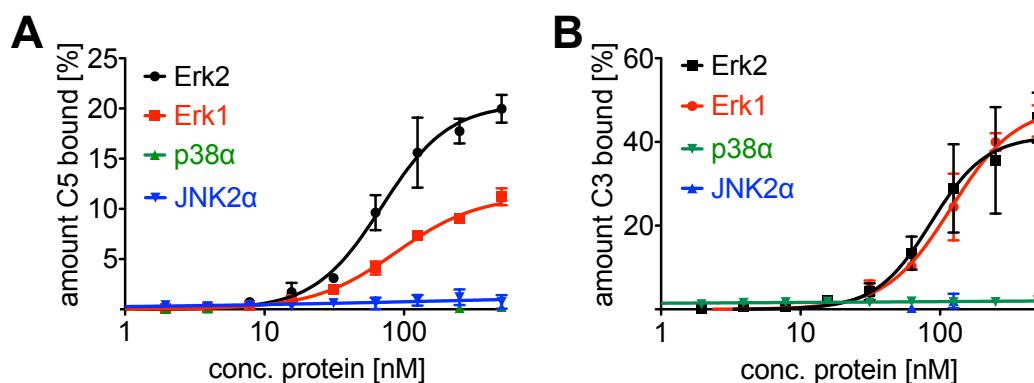 A
amount C5 bound [%]
25
20
15
10
5
Erk2
Erk1
p38α
JNK2α
1
10
100
conc. protein [nM]
B
amount C3 bound [%]
60
40
20
Erk2
Erk1
p38α
JNK2α
1
10
100
conc. protein [nM]